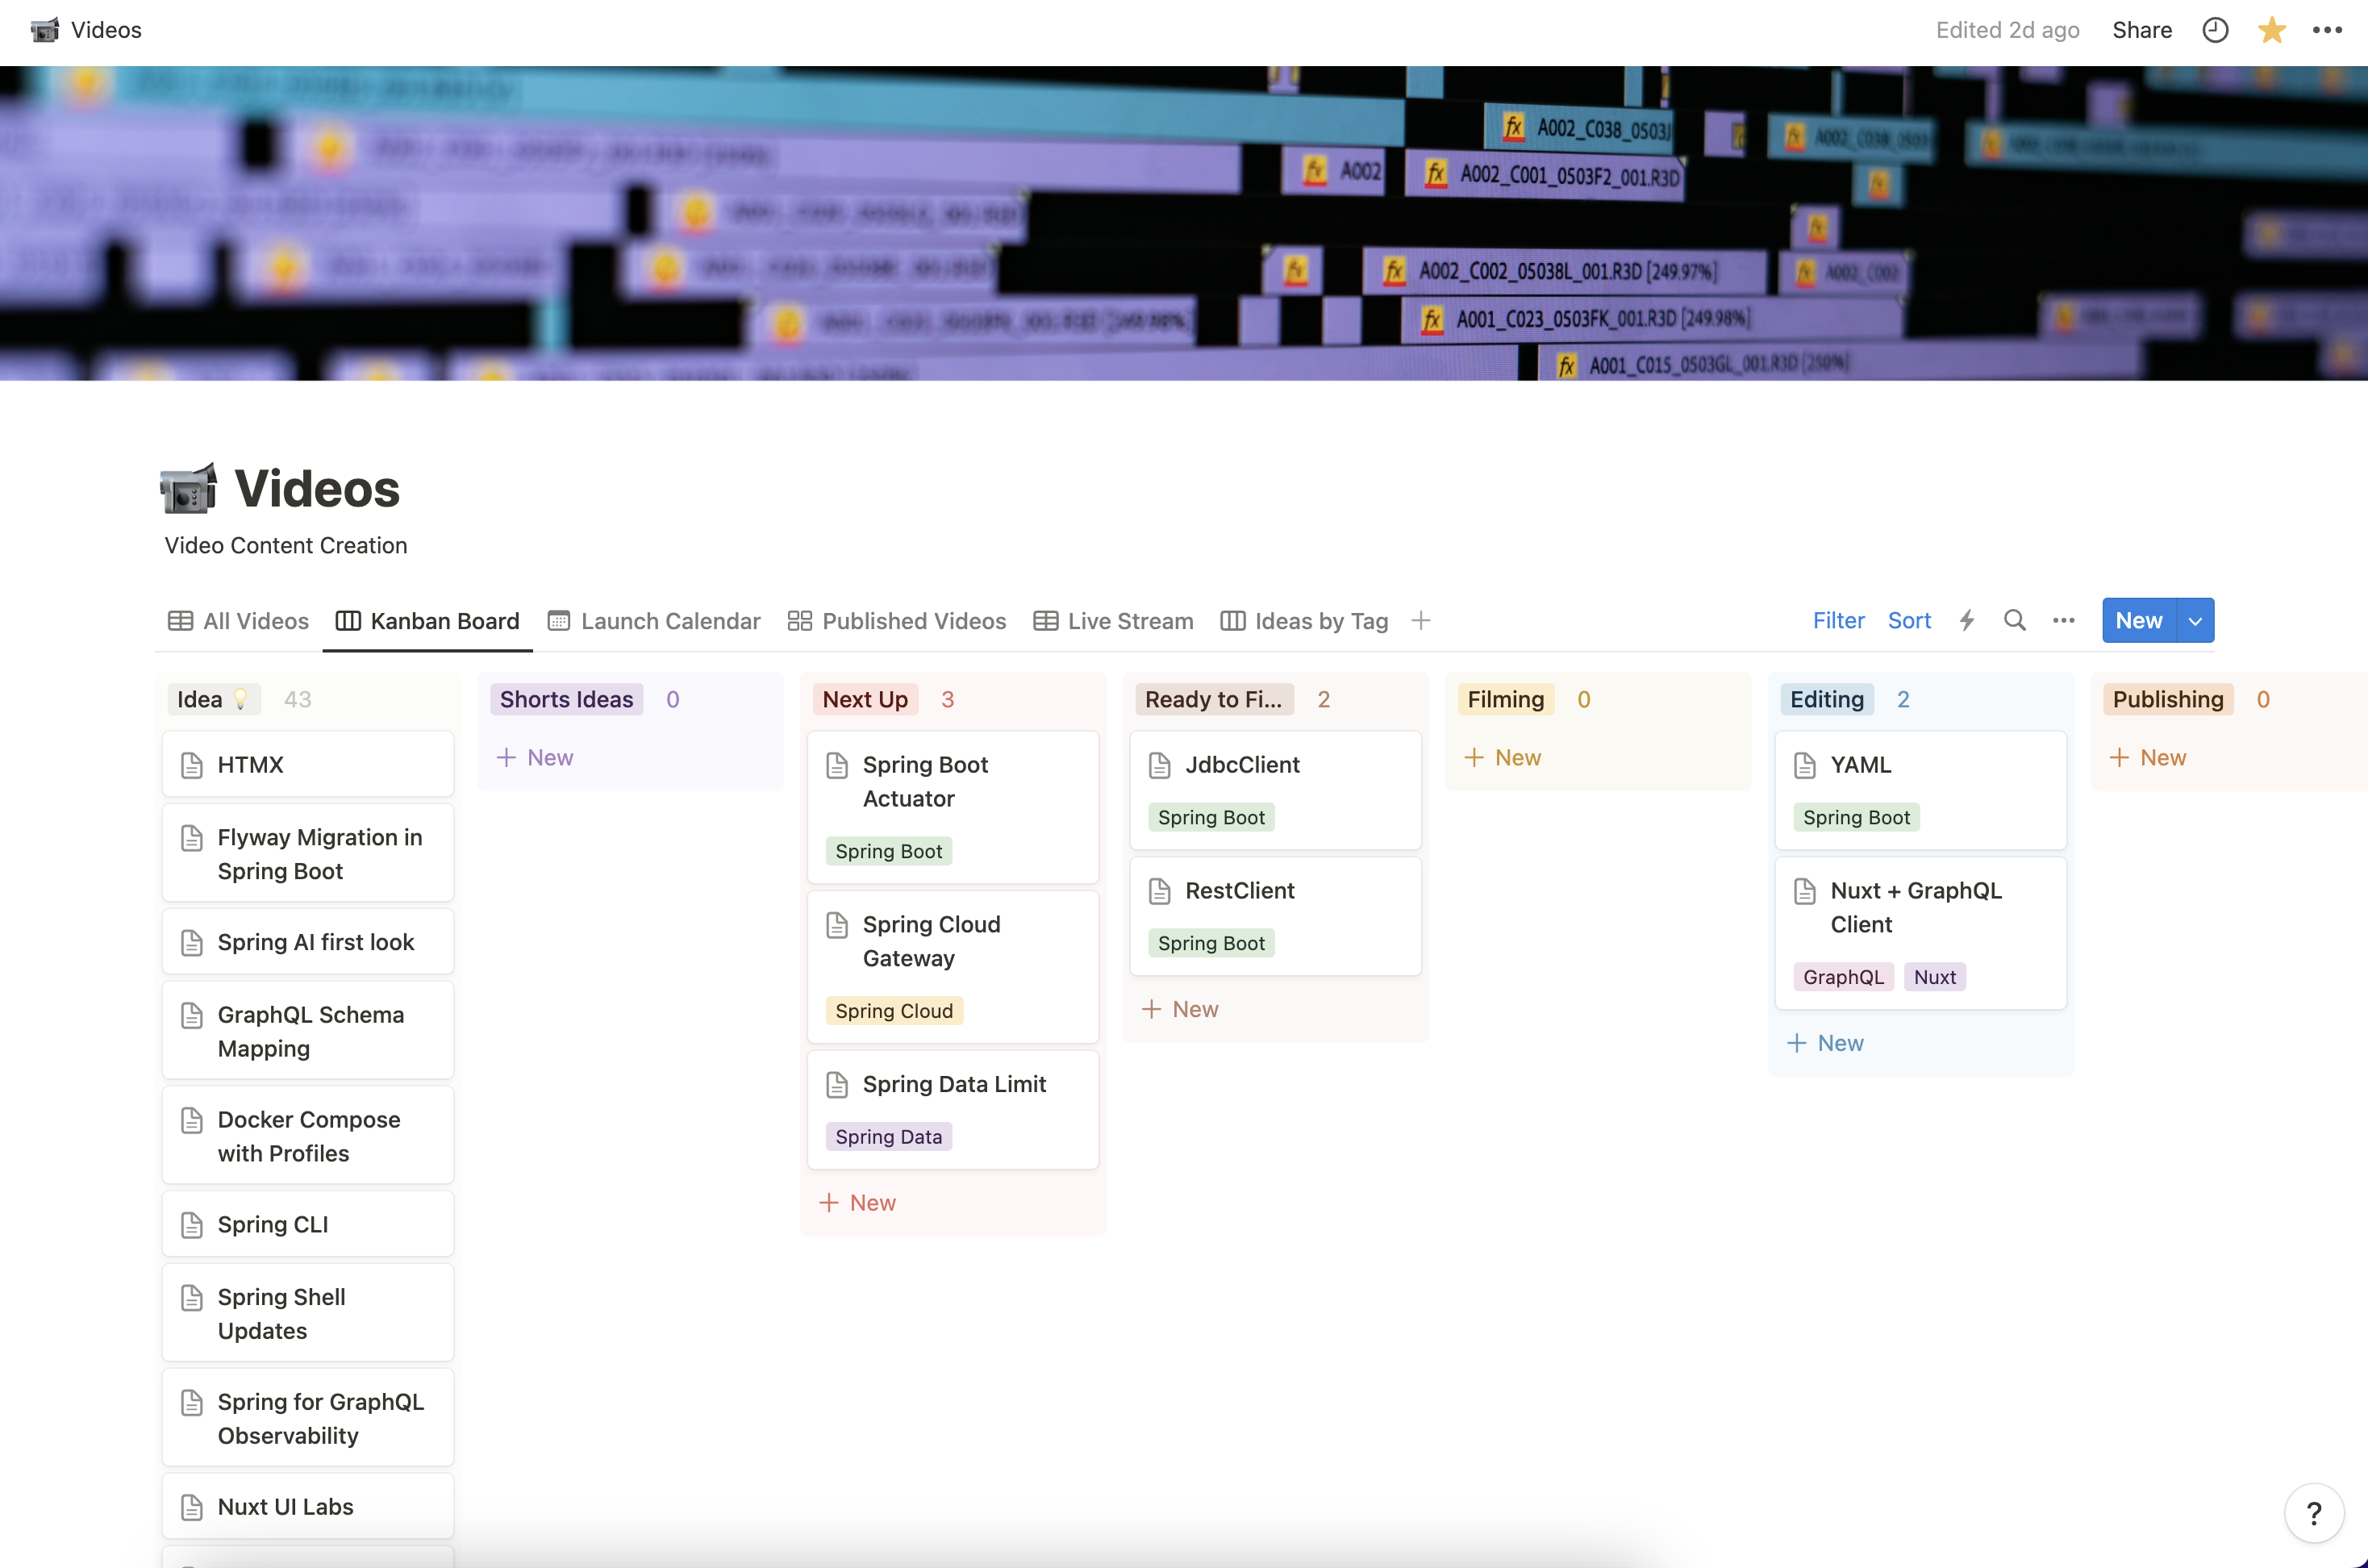 Videos
Edited 2d ago Share
A002_C038_0503J
A002_C038_0503
A002
A002_C001_0503F2_001.R3D
A002_C002_05038L_001.R3D [249.97%]
A002_C002
A001_C023_0503FK_001.R3D [249.98%]
A001_C015_0503GL_001.R3D [250%]
Videos
Video Content Creation
All Videos Kanban Board Launch Calendar Published Videos Live Stream Ideas by Tag
Filter Sort New
Idea 43
HTMX
Flyway Migration in
Spring Boot
Spring AI first look
GraphQL Schema
Mapping
Docker Compose
with Profiles
Spring CLI
Spring Shell
Updates
Spring for GraphQL
Observability
Nuxt UI Labs
Shorts Ideas 0
+ New
Next Up 3
Spring Boot
Actuator
Spring Boot
Spring Cloud
Gateway
Spring Cloud
Spring Data Limit
Spring Data
+ New
Ready to Fi... 2
JdbcClient
Spring Boot
RestClient
Spring Boot
+ New
Filming 0
+ New
Editing 2
YAML
Spring Boot
Nuxt + GraphQL
Client
GraphQL Nuxt
+ New
Publishing 0
+ New
?